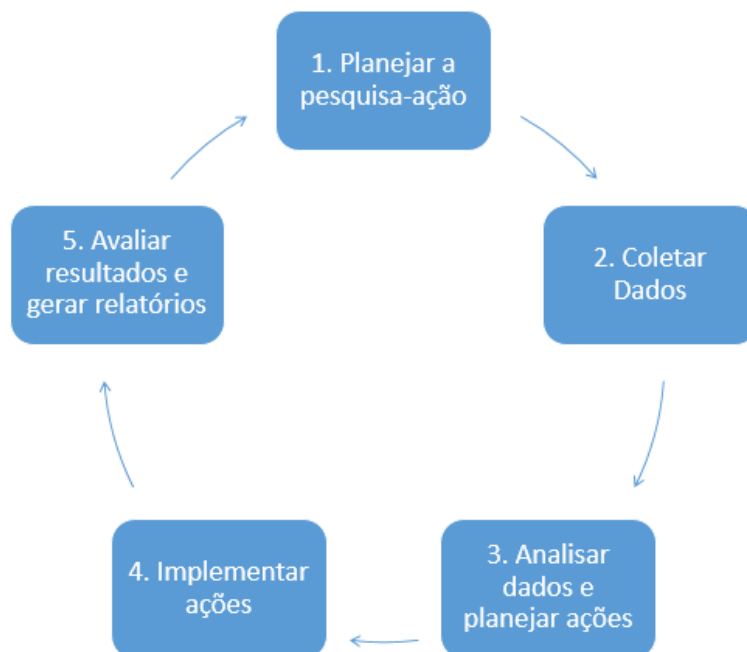 1. Planejar a
pesquisa-ação
2. Coletar
Dados
3. Analisar
dados e
planejar ações
4. Implementar
ações
5. Avaliar
resultados e
gerar relatórios